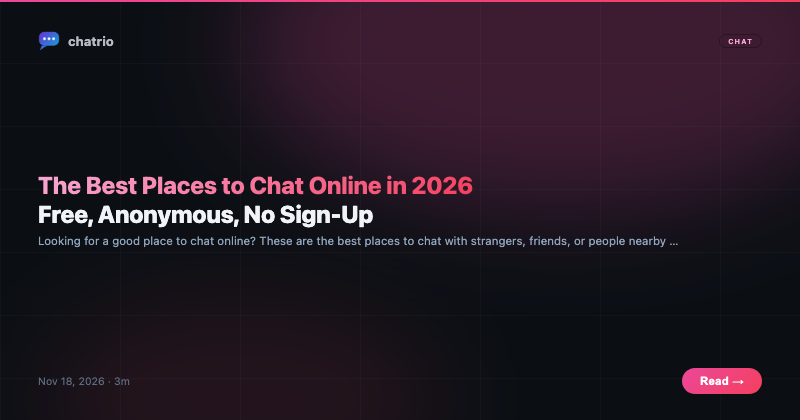 chatrio
CHAT
The Best Places to Chat Online in 2026
Free, Anonymous, No Sign-Up
Looking for a good place to chat online? These are the best places to chat with strangers, friends, or people nearby ...
Nov 18, 2026 · 3m
Read →